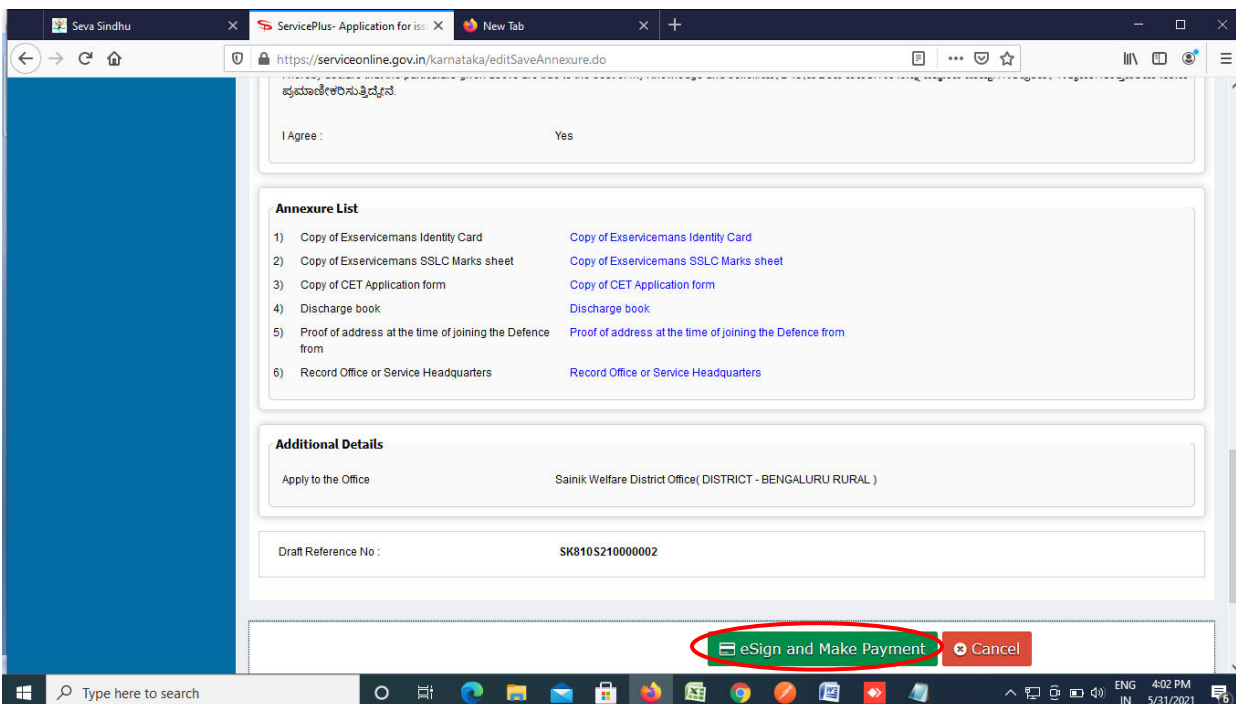 Seva Sindhu
ServicePlus- Application for iss
New Tab
https://serviceonline.gov.in/karnataka/editSaveAnnexure.do
ಪ್ರಮಾಣೀಕರಿಸುತ್ತಿದ್ದೇನೆ.
I Agree : Yes
Annexure List
1) Copy of Exservicemans Identity Card Copy of Exservicemans Identity Card
2) Copy of Exservicemans SSLC Marks sheet Copy of Exservicemans SSLC Marks sheet
3) Copy of CET Application form Copy of CET Application form
4) Discharge book Discharge book
5) Proof of address at the time of joining the Defence Proof of address at the time of joining the Defence from
from
6) Record Office or Service Headquarters Record Office or Service Headquarters
Additional Details
Apply to the Office Sainik Welfare District Office( DISTRICT - BENGALURU RURAL )
Draft Reference No : SK810S210000002
eSign and Make Payment Cancel
Type here to search
ENG 4:02 PM
IN 5/31/2021
6